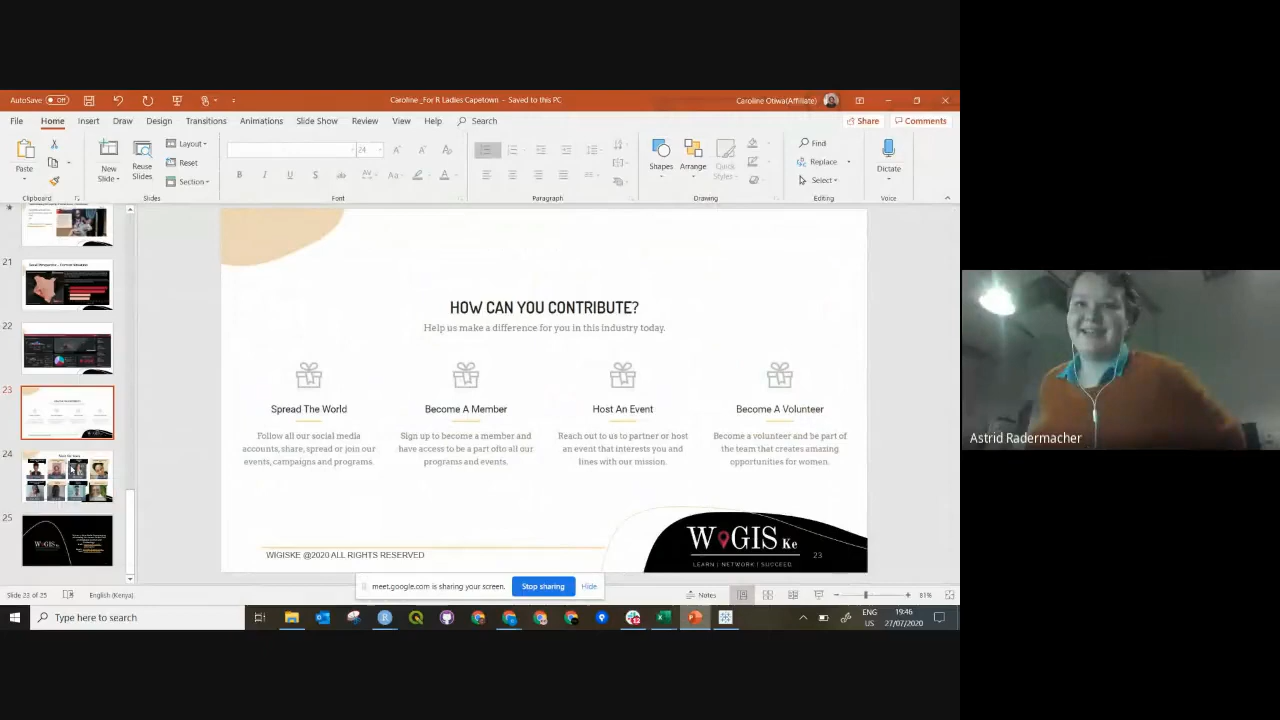 AutoSave Off
Caroline _For R Ladies Capetown - Saved to this PC
Caroline Otiwa(Affiliate)
File Home Insert Draw Design Transitions Animations Slide Show Review View Help Search
Share Comments
Paste
New Slide
Reuse Slides
Layout
Reset
Section
24
Shapes
Arrange
Quick Styles
Find
Replace
Select
Dictate
Clipboard
Slides
Font
Paragraph
Drawing
Editing
Voice
21
22
23
24
25
HOW CAN YOU CONTRIBUTE?
Help us make a difference for you in this industry today.
Spread The World
Follow all our social media
accounts, share, spread or join our
events, campaigns and programs.
Become A Member
Sign up to become a member and
have access to be a part ofto all our
programs and events.
Host An Event
Reach out to us to partner or host
an event that interests you and
lines with our mission.
Become A Volunteer
Become a volunteer and be part of
the team that creates amazing
opportunities for women.
WIGISKE @2020 ALL RIGHTS RESERVED
WiGIS Ke
LEARN | NETWORK | SUCCEED
23
meet.google.com is sharing your screen.
Stop sharing
Hide
Slide 23 of 25
English (Kenya)
Notes
81%
Type here to search
ENG
US
19:46
27/07/2020
Astrid Radermacher